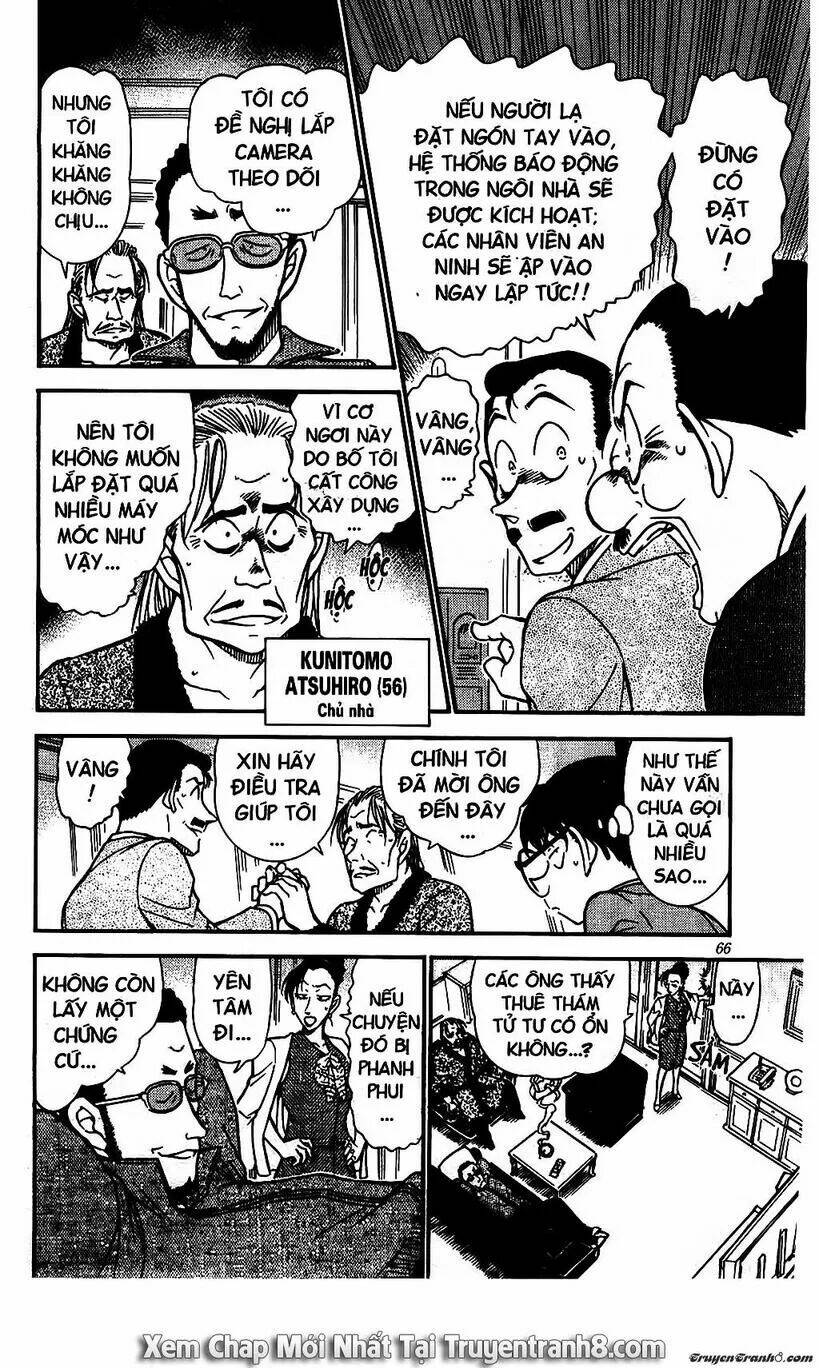 ĐỪNG
CÓ
ĐẶT
VÀO
!
NẾU NGƯỜI LẠ
ĐẶT NGÓN TAY VÀO,
HỆ THỐNG BÁO ĐỘNG
TRONG NGÔI NHÀ SẼ
ĐƯỢC KÍCH HOẠT;
CÁC NHÂN VIÊN AN
NINH SẼ ẬP VÀO
NGAY LẬP TỨC!!
VÂNG,
VÂNG
...
TÔI CÓ
ĐỀ NGHỊ LẮP
CAMERA
THEO DÕI
...
NHƯNG
TÔI
KHĂNG
KHĂNG
KHÔNG
CHỊU...
VÌ CƠ
NGƠI NÀY
DO BỐ TÔI
CẤT CÔNG
XÂY DỰNG
...
NÊN TÔI
KHÔNG MUỐN
LẮP ĐẶT QUÁ
NHIỀU MÁY
MÓC NHƯ
VẬY...
HỘC
HỘC
KUNITOMO
ATSUHIRO (56)
Chủ nhà
NHƯ THẾ
NÀY VẪN
CHƯA GỌI
LÀ QUÁ
NHIỀU
SAO...
CHÍNH TÔI
ĐÃ MỜI ÔNG
ĐẾN ĐÂY
...
XIN HÃY
ĐIỀU TRA
GIÚP TÔI
...
VÂNG
!
66
NÀY
...
SẦM
CÁC ÔNG THẤY
THUÊ THÁM
TỬ TƯ CÓ ỔN
KHÔNG...?
NẾU
CHUYỆN
ĐÓ BỊ
PHANH
PHUI
...
YÊN
TÂM
ĐI...
KHÔNG CÒN
LẤY MỘT
CHỨNG
CỨ...
Xem Chap Mới Nhất Tại Truyentranh8.com
TruyenTranh8.com